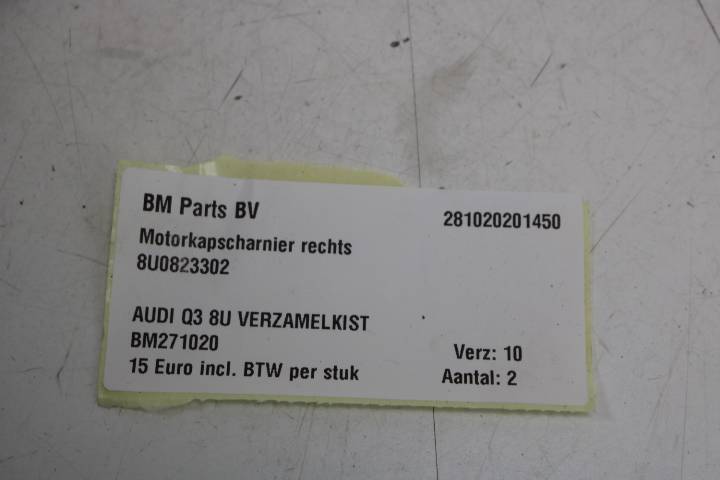 BM Parts BV 281020201450
Motorkapscharnier rechts
8U0823302
AUDI Q3 8U VERZAMELKIST
BM271020 Verz: 10
15 Euro incl. BTW per stuk Aantal: 2